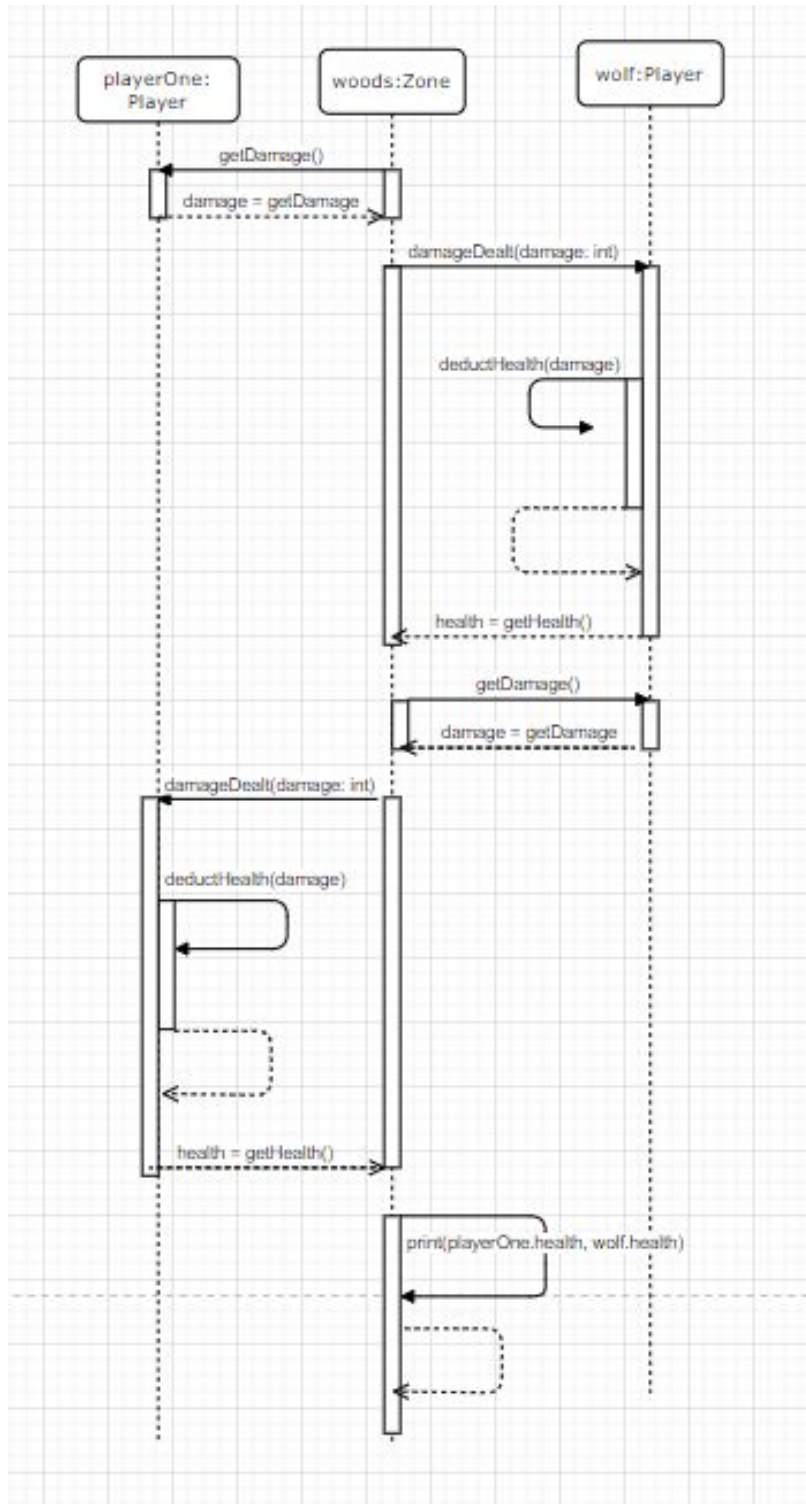 playerOne:
Player
woods:Zone
wolf:Player
getDamage()
damage = getDamage
damageDealt(damage: int)
deductHealth(damage)
health = getHealth()
getDamage()
damage = getDamage
damageDealt(damage: int)
deductHealth(damage)
health = getHealth()
print(playerOne.health, wolf.health)